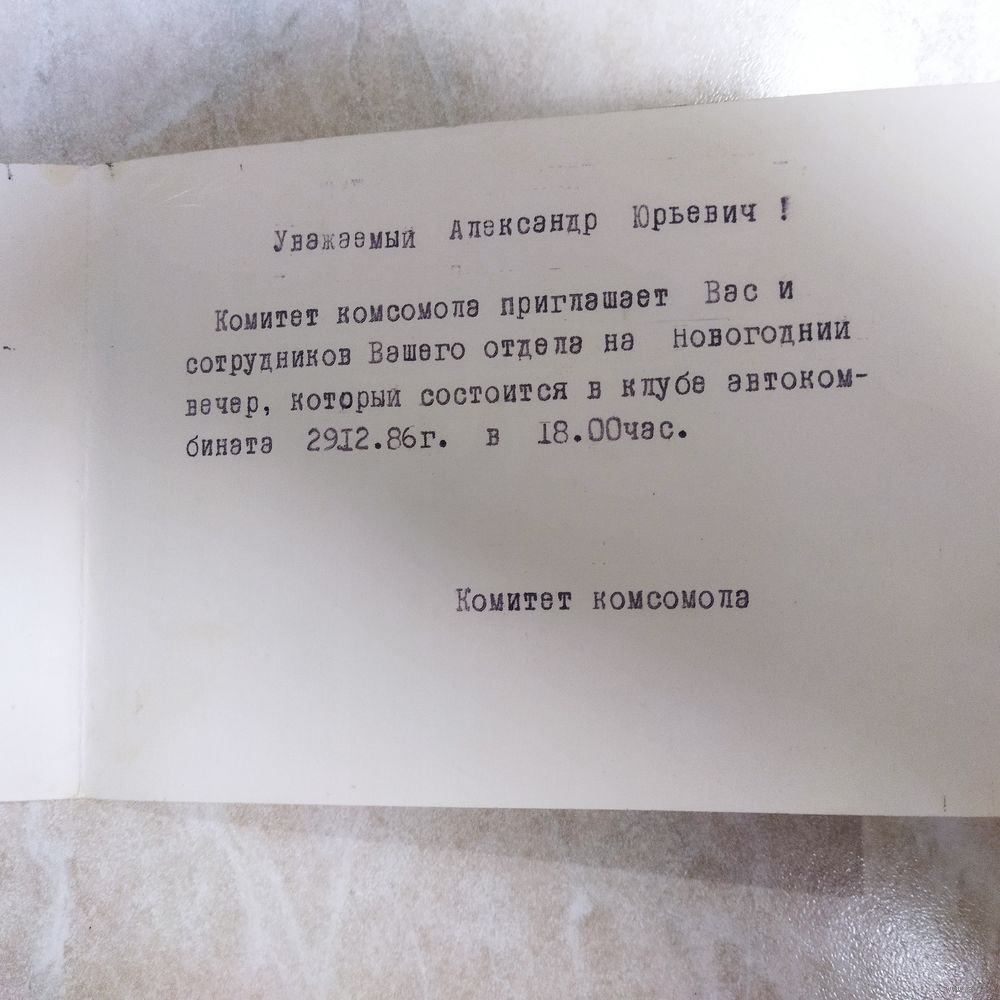 Уважаемый Александр Юрьевич !
Комитет комсомола приглашает Вас и
сотрудников Вашего отдела на новогоднии
вечер, который состоится в клубе автоком-
бината 2912.86г. в 18.00час.
Комитет комсомола